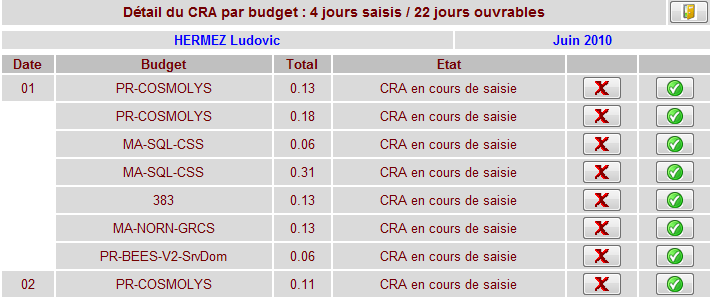 Détail du CRA par budget : 4 jours saisis / 22 jours ouvrables
HERMEZ Ludovic Juin 2010
Date Budget Total Etat
01 PR-COSMOLYS 0.13 CRA en cours de saisie
PR-COSMOLYS 0.18 CRA en cours de saisie
MA-SQL-CSS 0.06 CRA en cours de saisie
MA-SQL-CSS 0.31 CRA en cours de saisie
383 0.13 CRA en cours de saisie
MA-NORN-GRCS 0.13 CRA en cours de saisie
PR-BEES-V2-SrvDom 0.06 CRA en cours de saisie
02 PR-COSMOLYS 0.11 CRA en cours de saisie